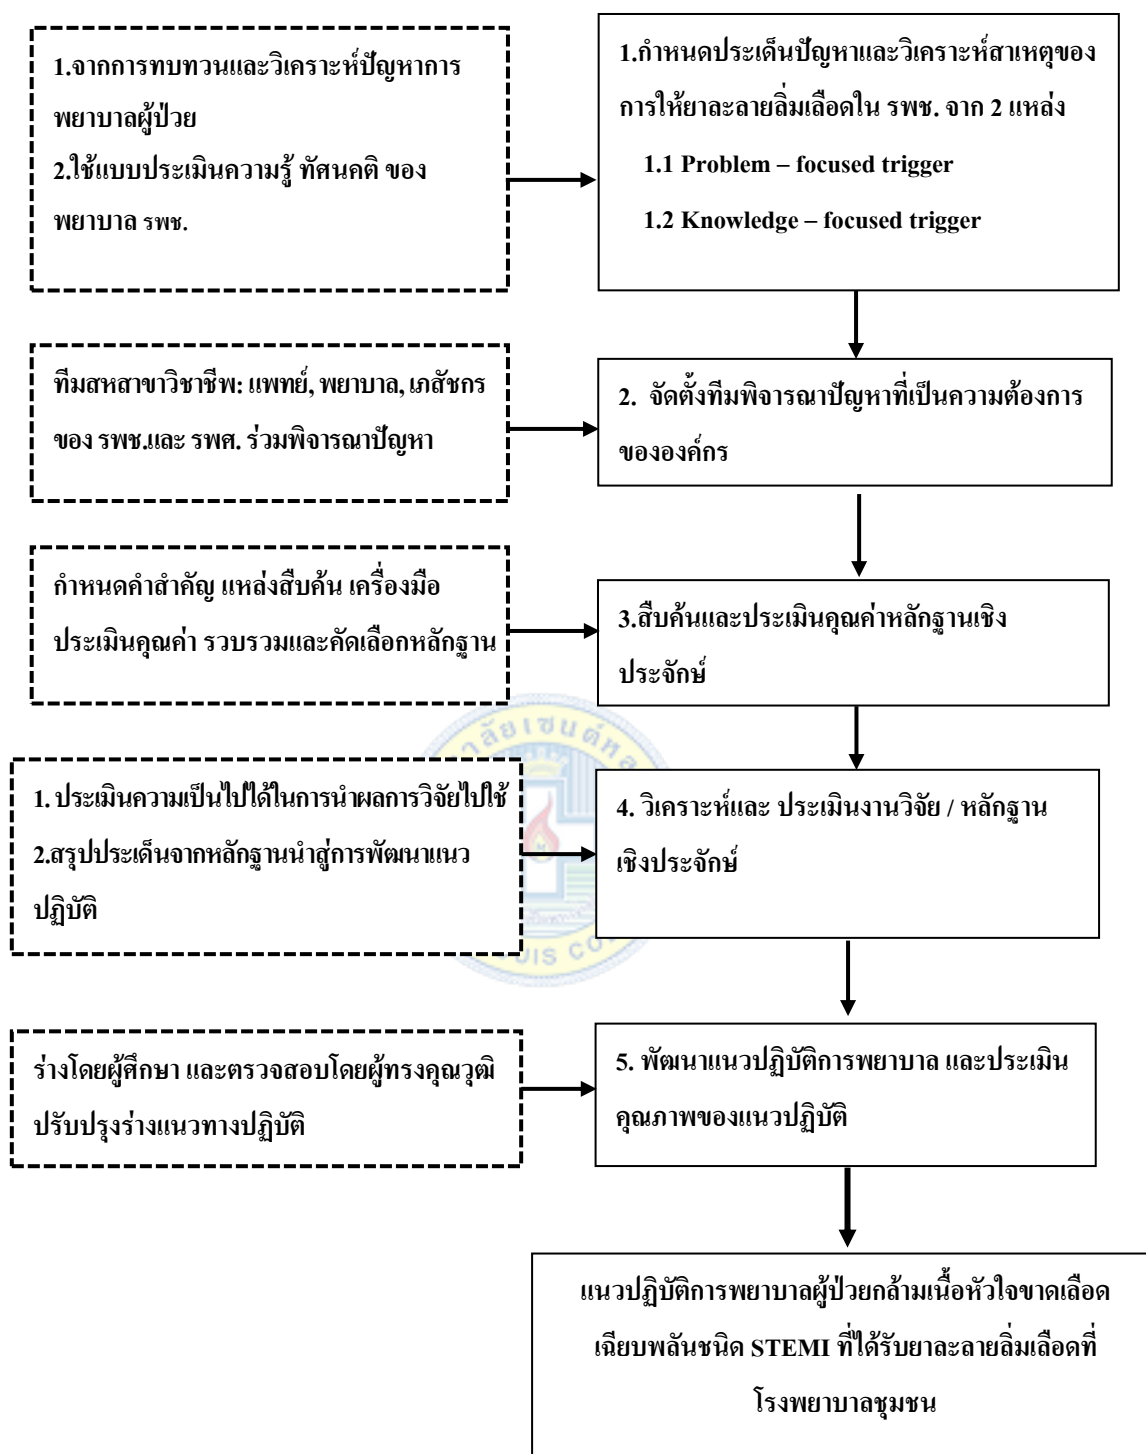 1.จากการทบทวนและวิเคราะห์ปัญหาการ
พยาบาลผู้ป่วย
2.ใช้แบบประเมินความรู้ ทัศนคติ ของ
พยาบาล รพช.
1.กำหนดประเด็นปัญหาและวิเคราะห์สาเหตุของ
การให้ยาละลายลิ่มเลือดใน รพช. จาก 2 แหล่ง
1.1 Problem – focused trigger
1.2 Knowledge – focused trigger
ทีมสหสาขาวิชาชีพ: แพทย์, พยาบาล, เภสัชกร
ของ รพช.และ รพศ. ร่วมพิจารณาปัญหา
2. จัดตั้งทีมพิจารณาปัญหาที่เป็นความต้องการ
ขององค์กร
กำหนดคำสำคัญ แหล่งสืบค้น เครื่องมือ
ประเมินคุณค่า รวบรวมและคัดเลือกหลักฐาน
3.สืบค้นและประเมินคุณค่าหลักฐานเชิง
ประจักษ์
1. ประเมินความเป็นไปได้ในการนำผลการวิจัยไปใช้
2.สรุปประเด็นจากหลักฐานนำสู่การพัฒนาแนว
ปฏิบัติ
4. วิเคราะห์และ ประเมินงานวิจัย / หลักฐาน
เชิงประจักษ์
ร่างโดยผู้ศึกษา และตรวจสอบโดยผู้ทรงคุณวุฒิ
ปรับปรุงร่างแนวทางปฏิบัติ
5. พัฒนาแนวปฏิบัติการพยาบาล และประเมิน
คุณภาพของแนวปฏิบัติ
แนวปฏิบัติการพยาบาลผู้ป่วยกล้ามเนื้อหัวใจขาดเลือด
เฉียบพลันชนิด STEMI ที่ได้รับยาละลายลิ่มเลือดที่
โรงพยาบาลชุมชน